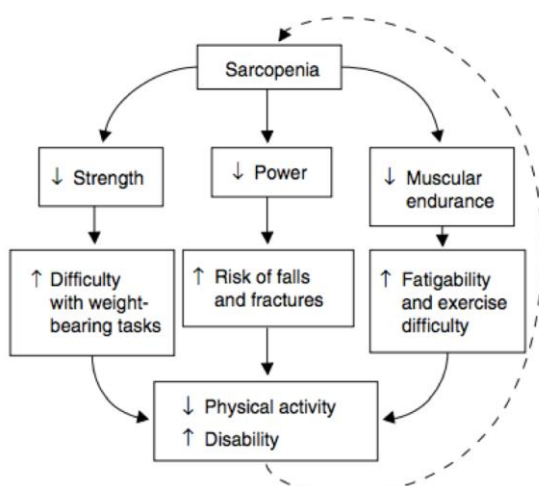 Sarcopenia
↓ Strength
↓ Power
↓ Muscular
endurance
↑ Difficulty
with weight-
bearing tasks
↑ Risk of falls
and fractures
↑ Fatigability
and exercise
difficulty
↓ Physical activity
↑ Disability